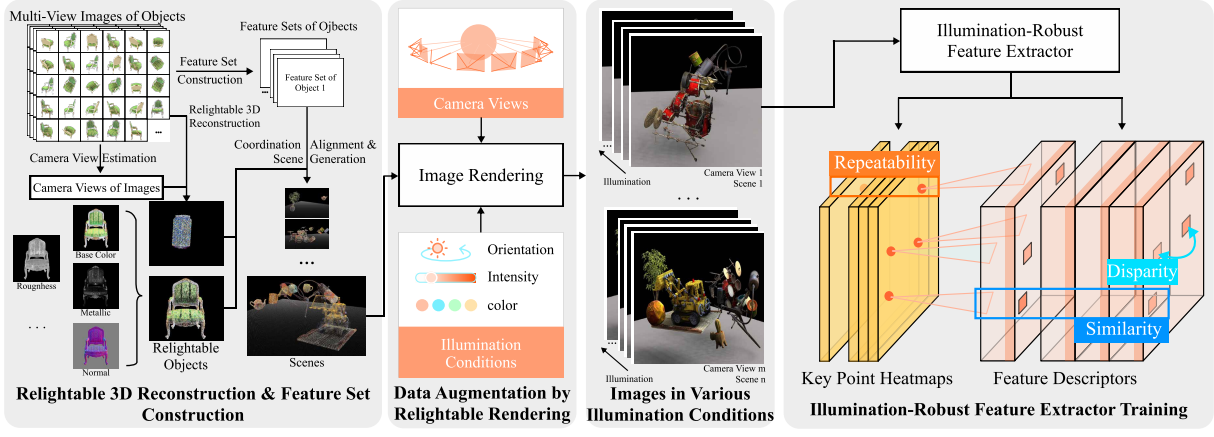 Multi-View Images of Objects
...
Feature Set
Construction
Feature Sets of Ojbects
...
Feature Set of
Object 1
Relightable 3D
Reconstruction
Camera View Estimation
Camera Views of Images
Coordination Alignment &
Scene Generation
...
Roughness
Base Color
Metallic
Normal
...
Relightable
Objects
Scenes
Relightable 3D Reconstruction & Feature Set
Construction
Camera Views
Image Rendering
Orientation
Intensity
color
Illumination
Conditions
Data Augmentation by
Relightable Rendering
...
Illumination
Camera View 1
Scene 1
...
...
Illumination
Camera View m
Scene n
Images in Various
Illumination Conditions
Illumination-Robust
Feature Extractor
Repeatability
Disparity
Similarity
Key Point Heatmaps
Feature Descriptors
Illumination-Robust Feature Extractor Training